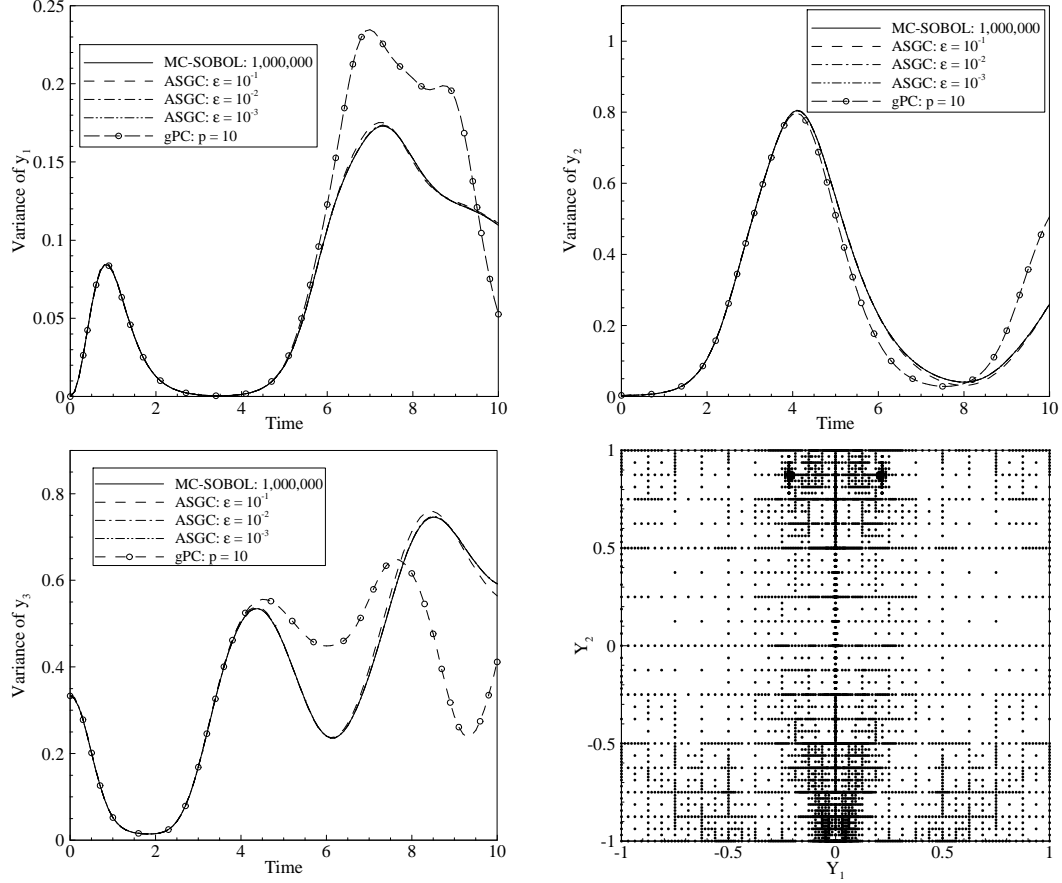 Variance of y₁
0.25
0.2
0.15
0.1
0.05
0
MC-SOBOL: 1,000,000
ASGC: ε = 10⁻¹
ASGC: ε = 10⁻²
ASGC: ε = 10⁻³
gPC: p = 10
0 2 4 6 8 10
Time
Variance of y₂
1
0.8
0.6
0.4
0.2
0
MC-SOBOL: 1,000,000
ASGC: ε = 10⁻¹
ASGC: ε = 10⁻²
ASGC: ε = 10⁻³
gPC: p = 10
0 2 4 6 8 10
Time
Variance of y₃
0.8
0.6
0.4
0.2
0
MC-SOBOL: 1,000,000
ASGC: ε = 10⁻¹
ASGC: ε = 10⁻²
ASGC: ε = 10⁻³
gPC: p = 10
0 2 4 6 8 10
Time
Y₂
1
0.5
0
-0.5
-1
-1 -0.5 0 0.5 1
Y₁